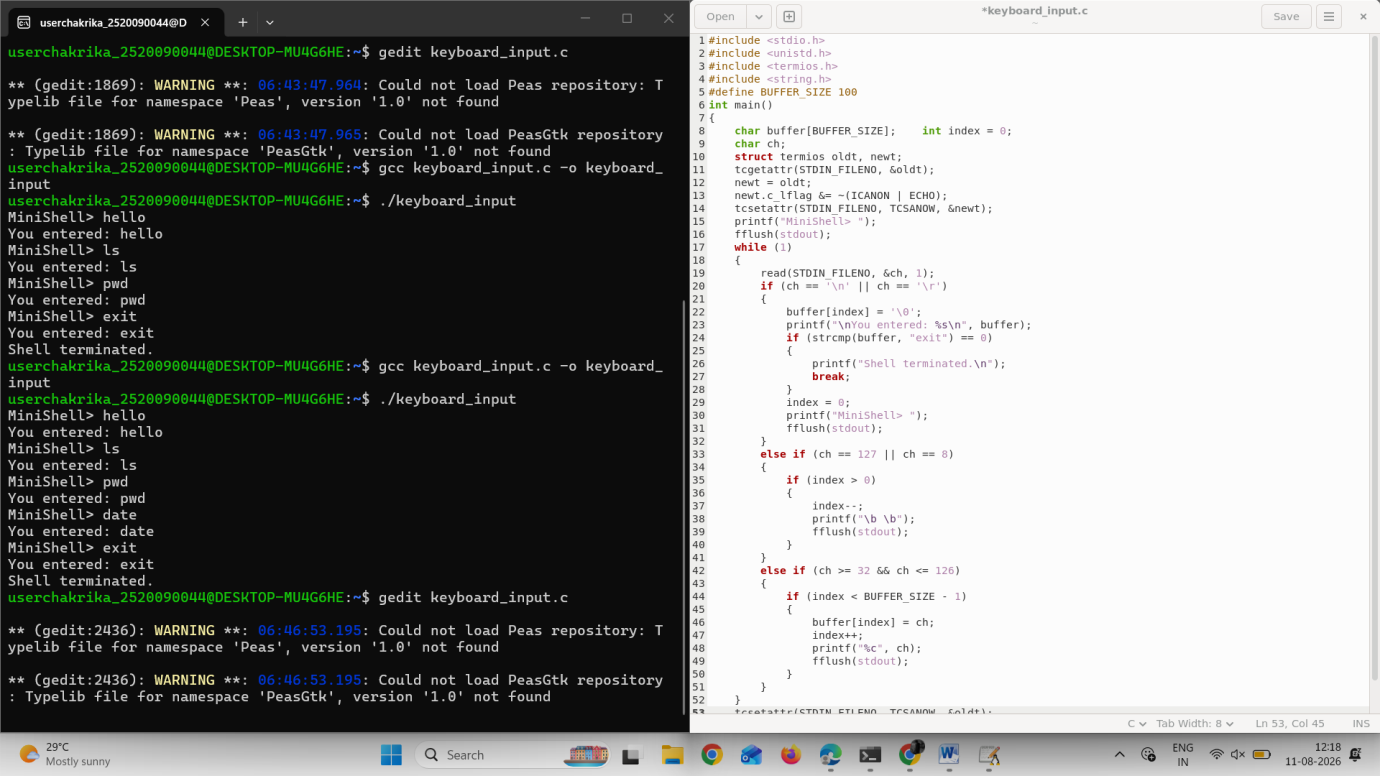 userchakrika_2520090044@D
userchakrika_2520090044@DESKTOP-MU4G6HE:~$ gedit keyboard_input.c
** (gedit:1869): WARNING **: 06:43:47.964: Could not load Peas repository: T
ypelib file for namespace 'Peas', version '1.0' not found
** (gedit:1869): WARNING **: 06:43:47.965: Could not load PeasGtk repository
: Typelib file for namespace 'PeasGtk', version '1.0' not found
userchakrika_2520090044@DESKTOP-MU4G6HE:~$ gcc keyboard_input.c -o keyboard_
input
userchakrika_2520090044@DESKTOP-MU4G6HE:~$ ./keyboard_input
MiniShell> hello
You entered: hello
MiniShell> ls
You entered: ls
MiniShell> pwd
You entered: pwd
MiniShell> exit
You entered: exit
Shell terminated.
userchakrika_2520090044@DESKTOP-MU4G6HE:~$ gcc keyboard_input.c -o keyboard_
input
userchakrika_2520090044@DESKTOP-MU4G6HE:~$ ./keyboard_input
MiniShell> hello
You entered: hello
MiniShell> ls
You entered: ls
MiniShell> pwd
You entered: pwd
MiniShell> date
You entered: date
MiniShell> exit
You entered: exit
Shell terminated.
userchakrika_2520090044@DESKTOP-MU4G6HE:~$ gedit keyboard_input.c
** (gedit:2436): WARNING **: 06:46:53.195: Could not load Peas repository: T
ypelib file for namespace 'Peas', version '1.0' not found
** (gedit:2436): WARNING **: 06:46:53.195: Could not load PeasGtk repository
: Typelib file for namespace 'PeasGtk', version '1.0' not found
Open
*keyboard_input.c
~
Save
1 #include <stdio.h>
2 #include <unistd.h>
3 #include <termios.h>
4 #include <string.h>
5 #define BUFFER_SIZE 100
6 int main()
7 {
8     char buffer[BUFFER_SIZE];    int index = 0;
9     char ch;
10     struct termios oldt, newt;
11     tcgetattr(STDIN_FILENO, &oldt);
12     newt = oldt;
13     newt.c_lflag &= ~(ICANON | ECHO);
14     tcsetattr(STDIN_FILENO, TCSANOW, &newt);
15     printf("MiniShell> ");
16     fflush(stdout);
17     while (1)
18     {
19         read(STDIN_FILENO, &ch, 1);
20         if (ch == '\n' || ch == '\r')
21         {
22             buffer[index] = '\0';
23             printf("\nYou entered: %s\n", buffer);
24             if (strcmp(buffer, "exit") == 0)
25             {
26                 printf("Shell terminated.\n");
27                 break;
28             }
29             index = 0;
30             printf("MiniShell> ");
31             fflush(stdout);
32         }
33         else if (ch == 127 || ch == 8)
34         {
35             if (index > 0)
36             {
37                 index--;
38                 printf("\b \b");
39                 fflush(stdout);
40             }
41         }
42         else if (ch >= 32 && ch <= 126)
43         {
44             if (index < BUFFER_SIZE - 1)
45             {
46                 buffer[index] = ch;
47                 index++;
48                 printf("%c", ch);
49                 fflush(stdout);
50             }
51         }
52     }
53     tcsetattr(STDIN_FILENO, TCSANOW, &oldt);
C
Tab Width: 8
Ln 53, Col 45
INS
29°C
Mostly sunny
Search
ENG
IN
12:18
11-08-2026